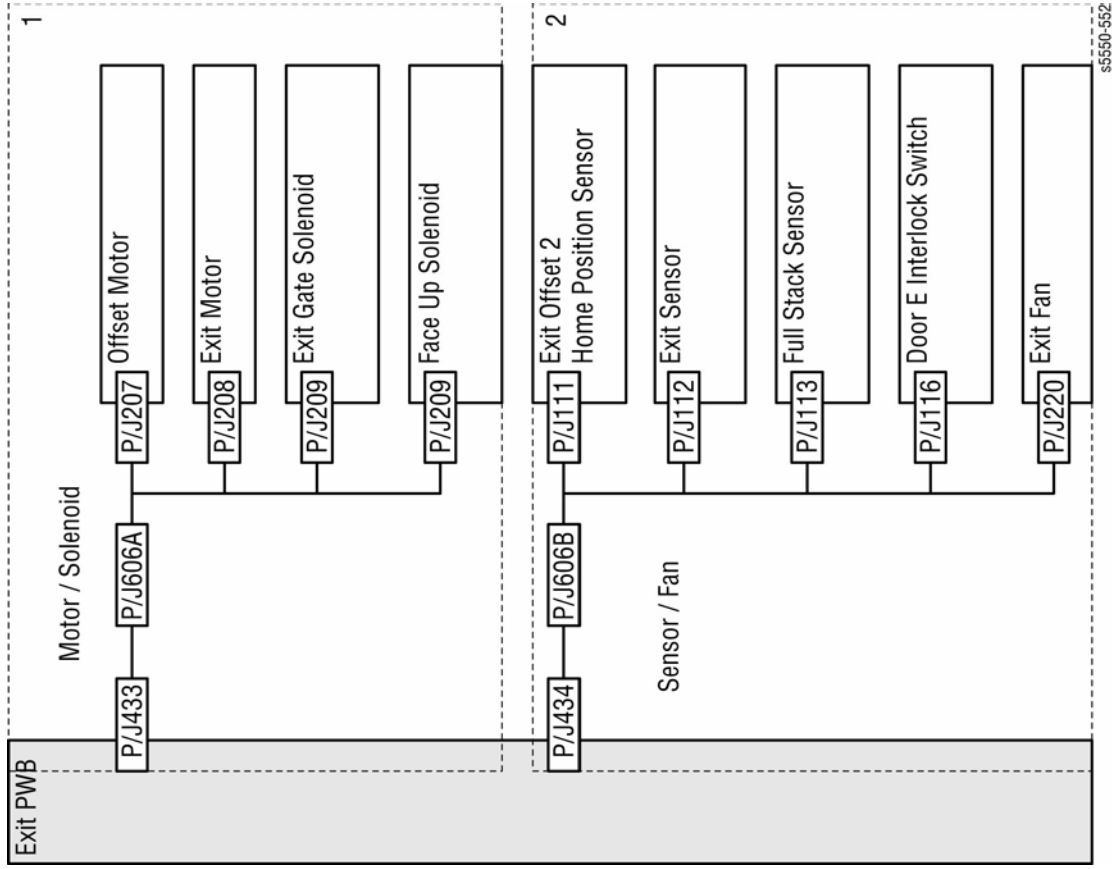 Exit PWB
1
Motor / Solenoid
P/J433
P/J606A
P/J207
Offset Motor
P/J208
Exit Motor
P/J209
Exit Gate Solenoid
P/J209
Face Up Solenoid
2
Sensor / Fan
P/J434
P/J606B
P/J111
Exit Offset 2
Home Position Sensor
P/J112
Exit Sensor
P/J113
Full Stack Sensor
P/J116
Door E Interlock Switch
P/J220
Exit Fan
s5550-552